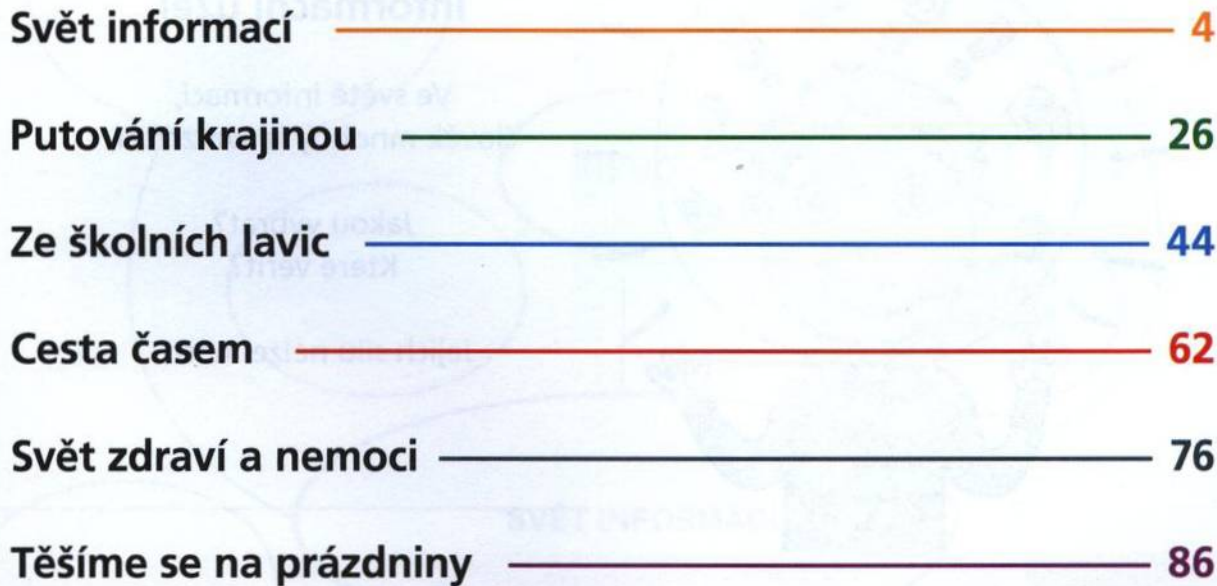 Svět informací 4
Putování krajinou 26
Ze školních lavic 44
Cesta časem 62
Svět zdraví a nemoci 76
Těšíme se na prázdniny 86